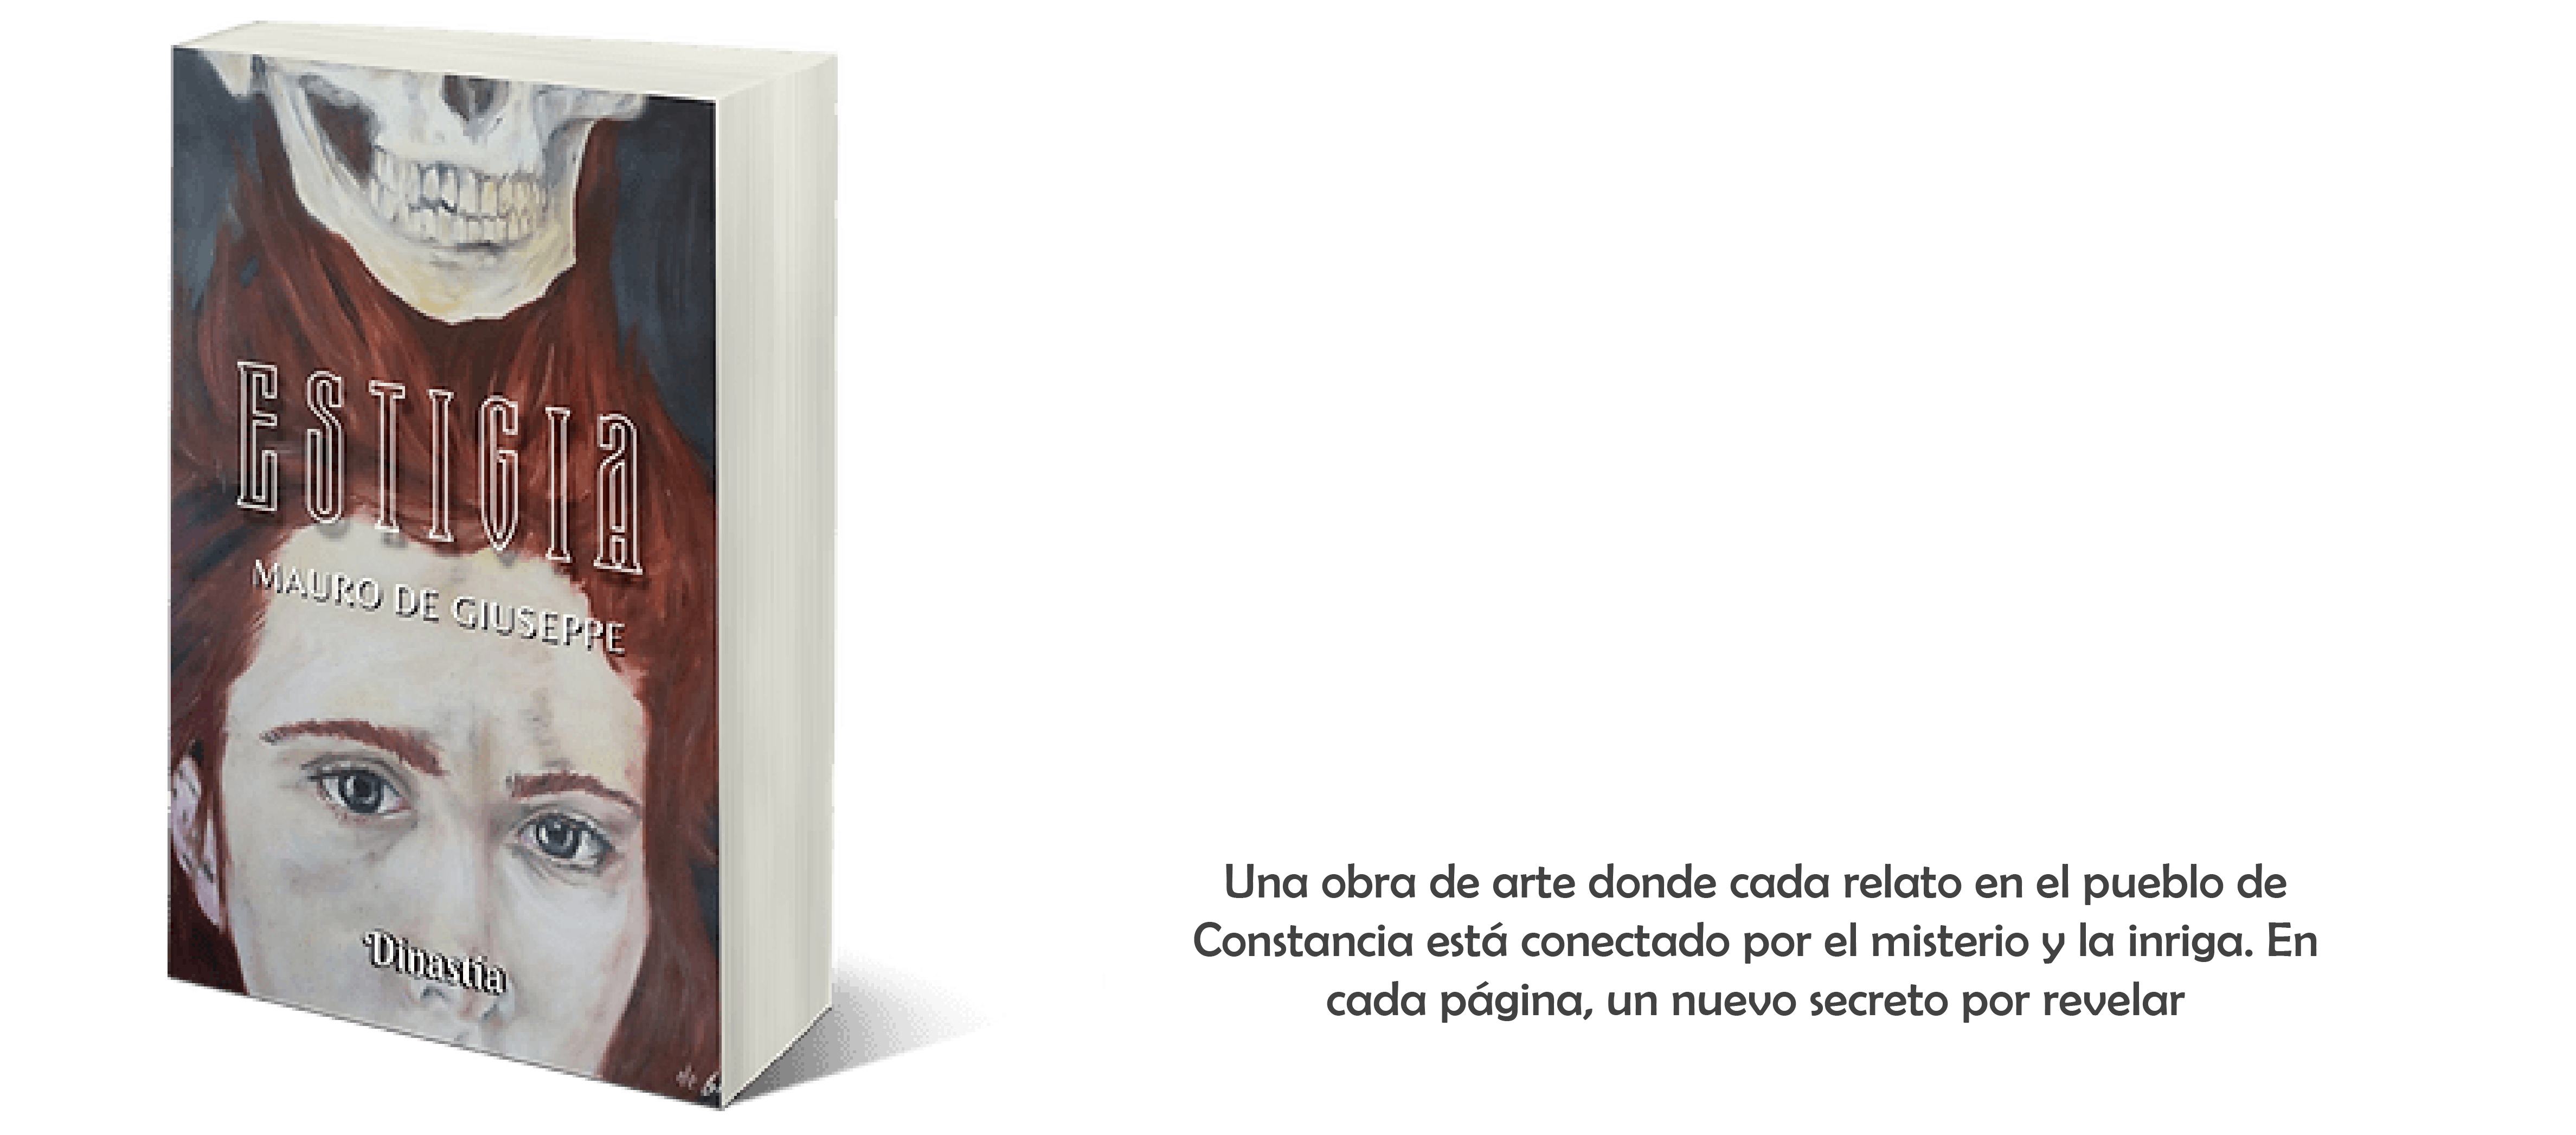 ESTIGIA
MAURO DE GIUSEPPE
Dinastía
Una obra de arte donde cada relato en el pueblo de
Constancia está conectado por el misterio y la inriga. En
cada página, un nuevo secreto por revelar